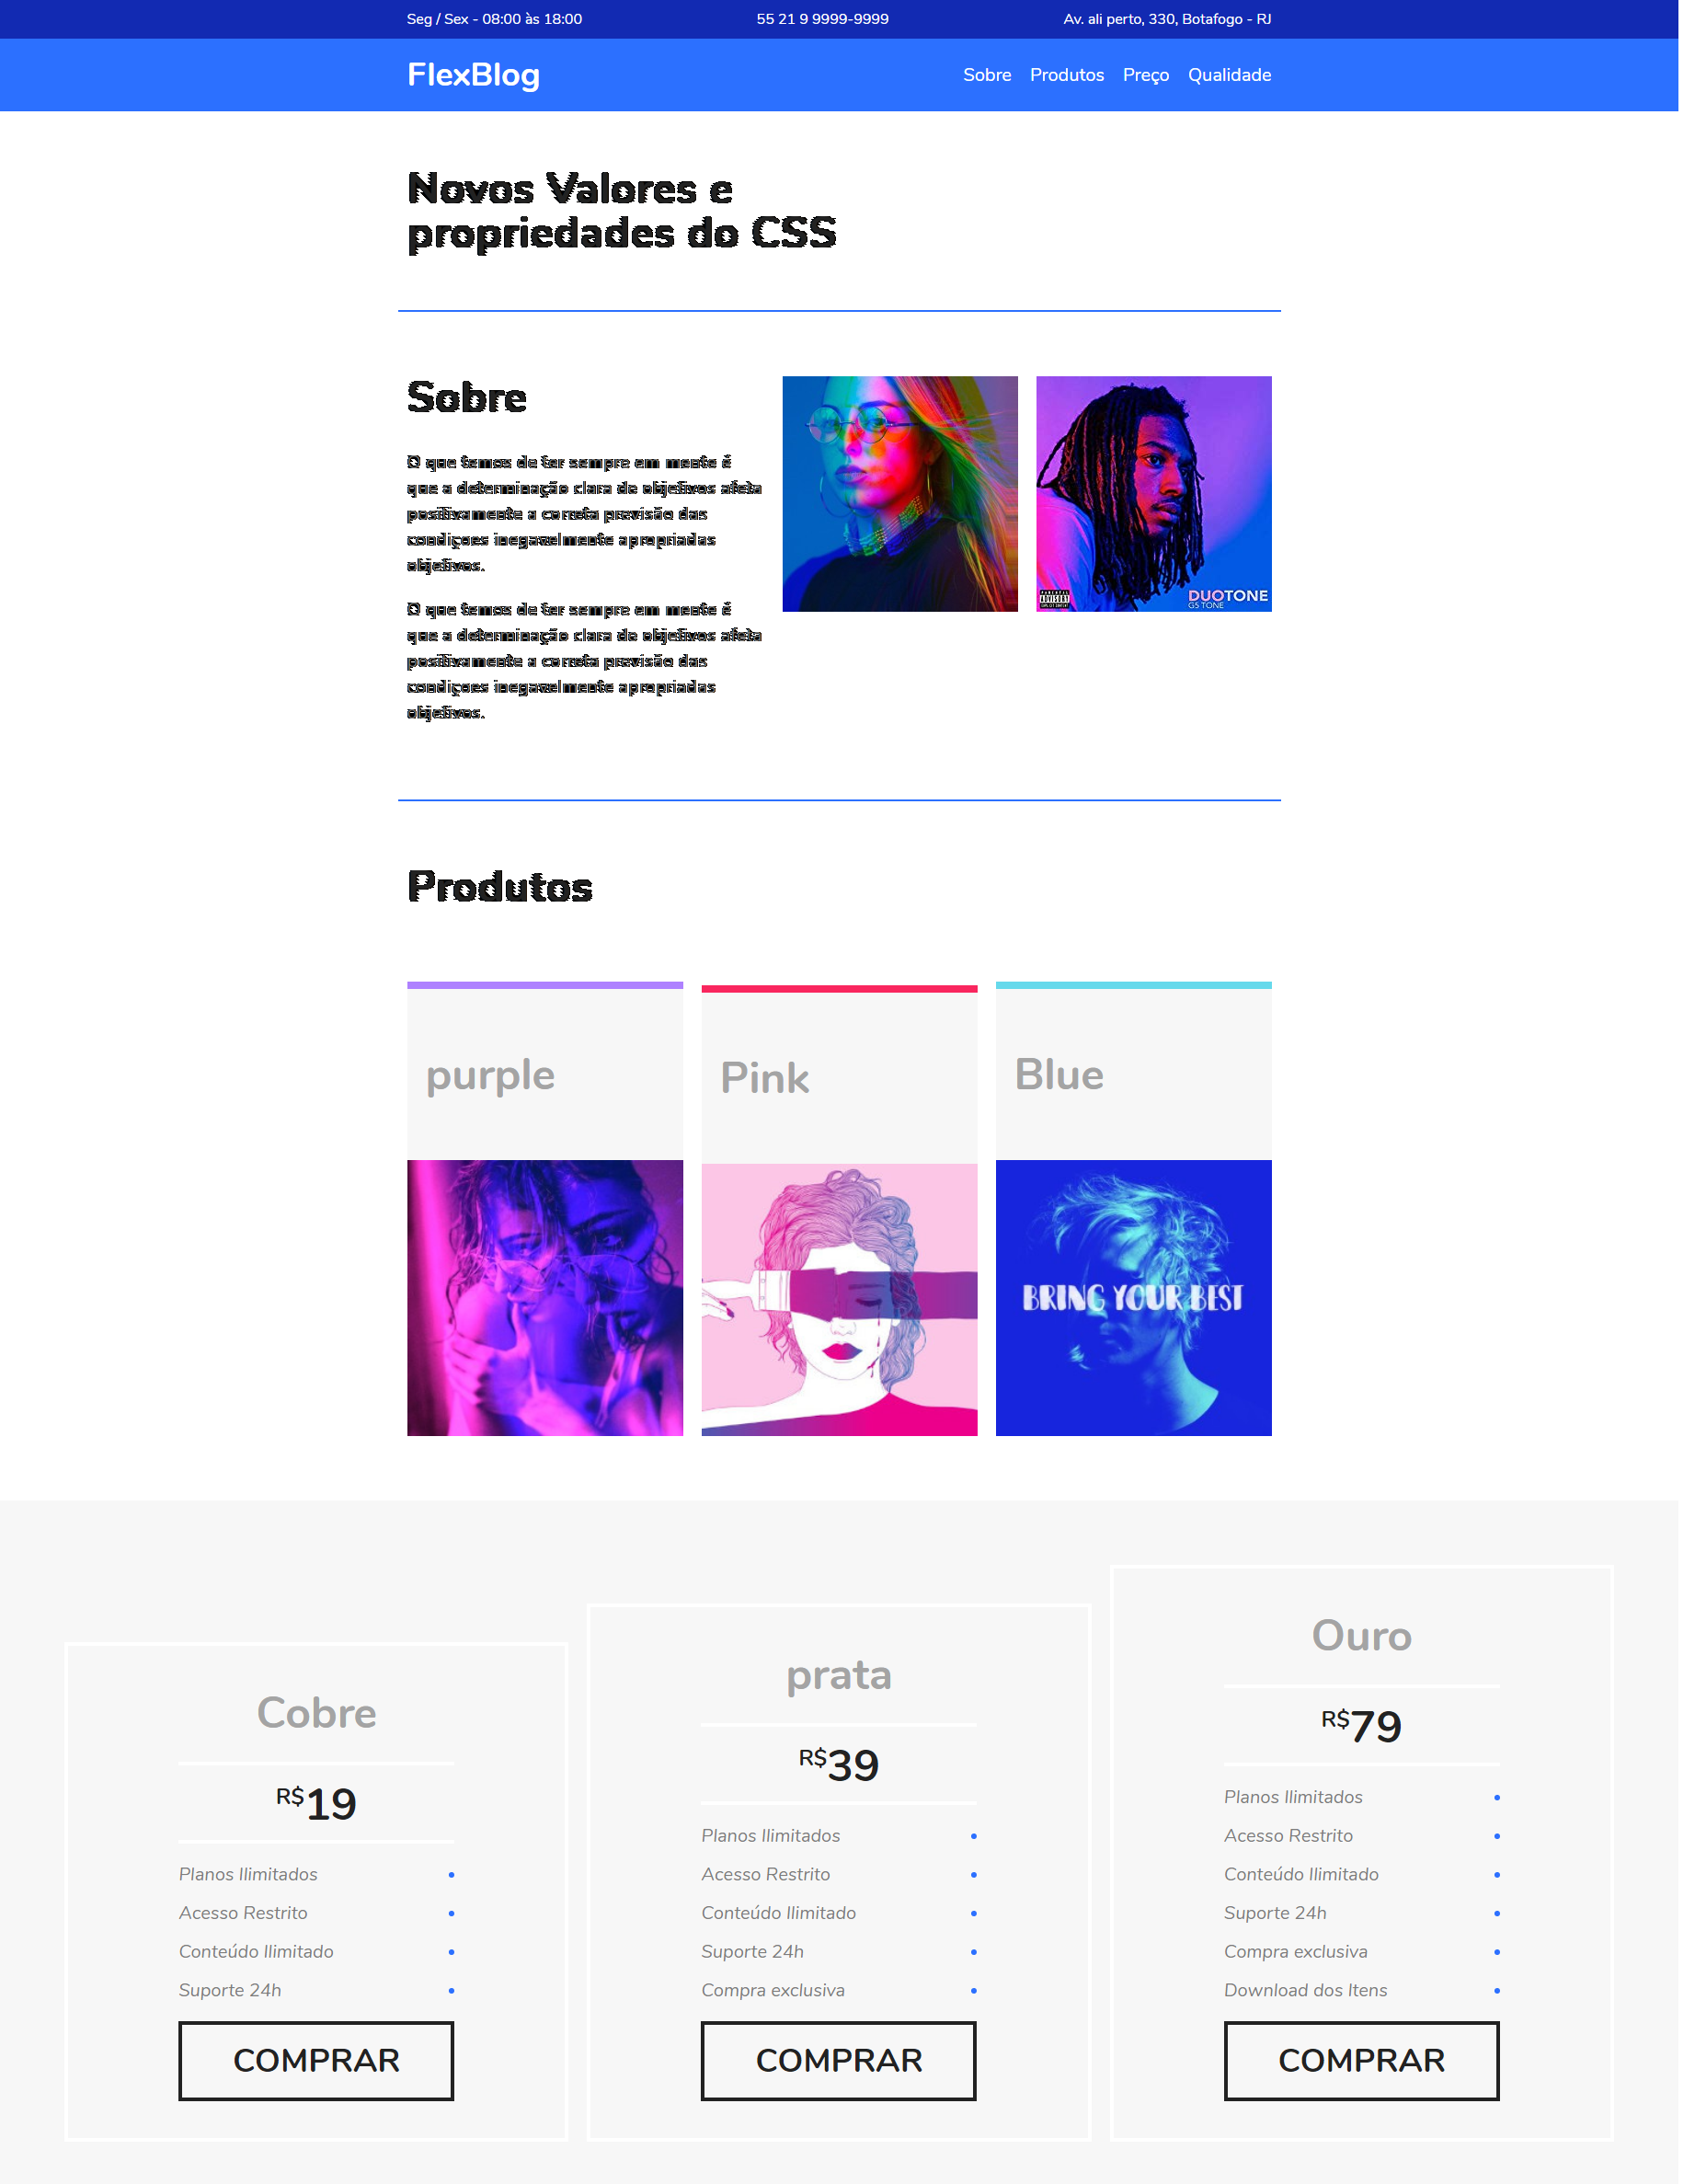 Seg / Sex - 08:00 às 18:00
55 21 9 9999-9999
Av. ali perto, 330, Botafogo - RJ
FlexBlog
Sobre
Produtos
Preço
Qualidade
Novos Valores e
propriedades do CSS
Sobre
O que temos de ter sempre em mente é
que a determinação clara de objetivos afeta
positivamente a correta previsão das
condiçoes inegavelmente apropriadas
objetivos.
O que temos de ter sempre em mente é
que a determinação clara de objetivos afeta
positivamente a correta previsão das
condiçoes inegavelmente apropriadas
objetivos.
PARENTAL
ADVISORY
EXPLICIT CONTENT
DUOTONE
GS TONE
Produtos
purple
Pink
Blue
BRING YOUR BEST
Cobre
R$19
Planos Ilimitados
Acesso Restrito
Conteúdo Ilimitado
Suporte 24h
COMPRAR
prata
R$39
Planos Ilimitados
Acesso Restrito
Conteúdo Ilimitado
Suporte 24h
Compra exclusiva
COMPRAR
Ouro
R$79
Planos Ilimitados
Acesso Restrito
Conteúdo Ilimitado
Suporte 24h
Compra exclusiva
Download dos Itens
COMPRAR